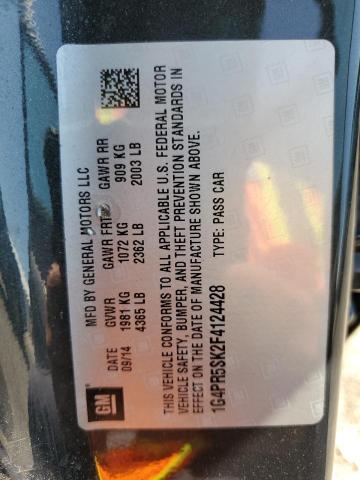 GM
MFD BY GENERAL MOTORS LLC
DATE GVWR GAWR FRT GAWR RR
09/14 1981 KG 1072 KG 909 KG
4365 LB 2362 LB 2003 LB
THIS VEHICLE CONFORMS TO ALL APPLICABLE U.S. FEDERAL MOTOR
VEHICLE SAFETY, BUMPER, AND THEFT PREVENTION STANDARDS IN
EFFECT ON THE DATE OF MANUFACTURE SHOWN ABOVE.
1G4PR5SK2F4124428 TYPE: PASS CAR